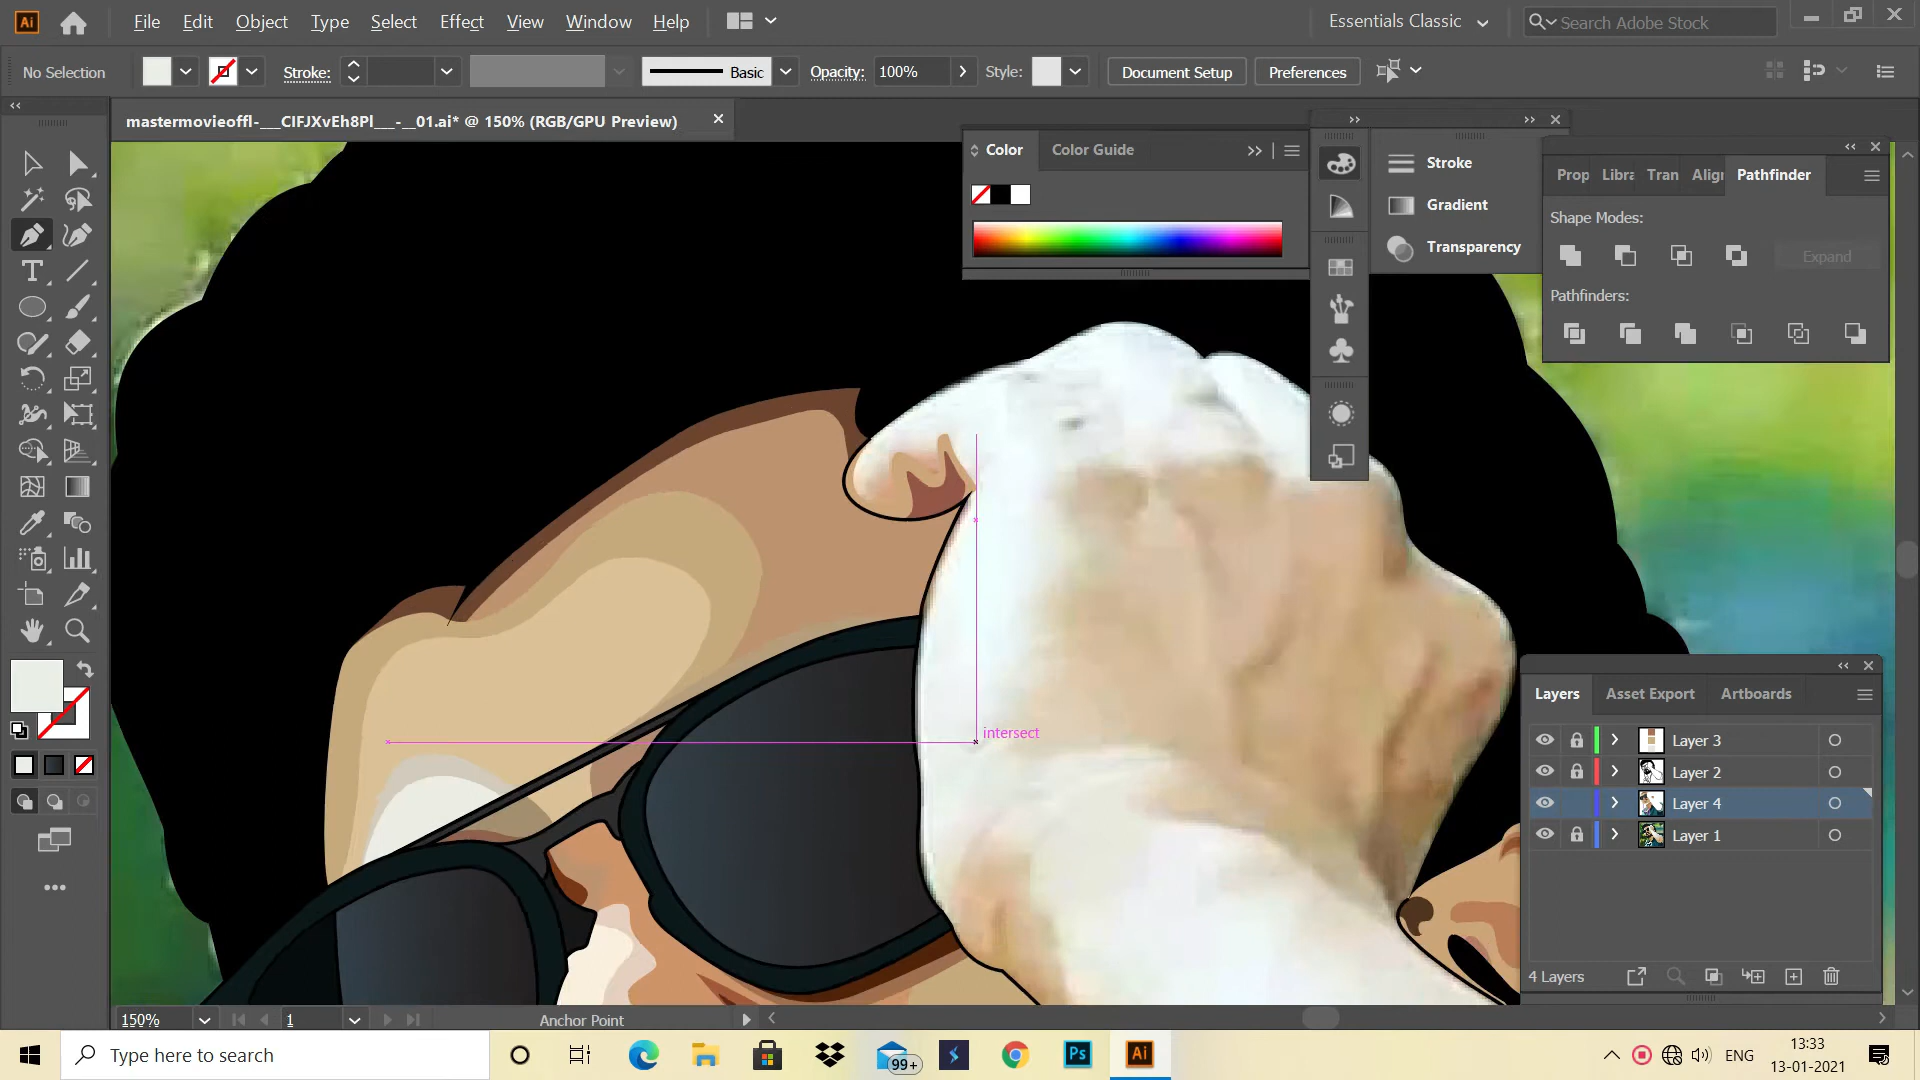 Ai File Edit Object Type Select Effect View Window Help Essentials Classic Search Adobe Stock
No Selection Stroke: Basic Opacity: 100% Style: Document Setup Preferences
mastermovieoffl-___CIFJXvEh8Pl___-__01.ai* @ 150% (RGB/GPU Preview)
Color Color Guide
Stroke
Gradient
Transparency
Prop Libra Tran Align Pathfinder
Shape Modes:
Expand
Pathfinders:
intersect
Layers Asset Export Artboards
Layer 3
Layer 2
Layer 4
Layer 1
4 Layers
150% 1 Anchor Point
Type here to search
99+
Ps
Ai
ENG
13:33
13-01-2021